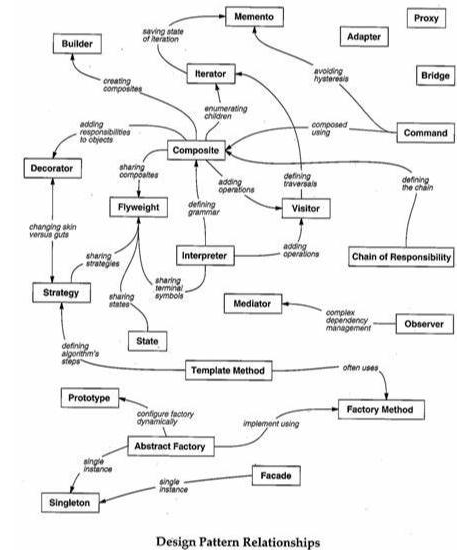 Memento
Proxy
Adapter
Builder
saving state
of iteration
Iterator
Bridge
avoiding
hysteresis
creating
composites
enumerating
children
adding
responsibilities
to objects
composed
using
Command
Composite
Decorator
sharing
composites
adding
operations
defining
traversals
defining
the chain
Flyweight
defining
grammar
Visitor
changing skin
versus guts
Interpreter
adding
operations
Chain of Responsibility
sharing
strategies
sharing
terminal
symbols
sharing
states
Strategy
Mediator
complex
dependency
management
Observer
State
defining
algorithm's
steps
Template Method
often uses
Prototype
Factory Method
configure factory
dynamically
implement using
Abstract Factory
single
instance
Facade
single
instance
Singleton
Design Pattern Relationships